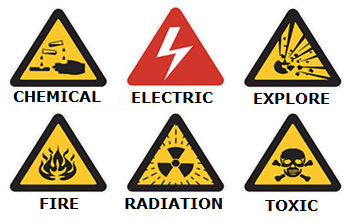 CHEMICAL ELECTRIC EXPLORE
FIRE RADIATION TOXIC